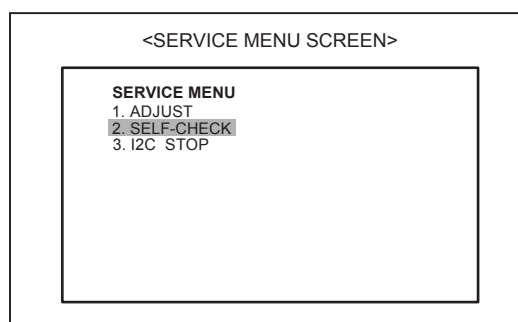 <SERVICE MENU SCREEN>
SERVICE MENU
1. ADJUST
2. SELF-CHECK
3. I2C STOP